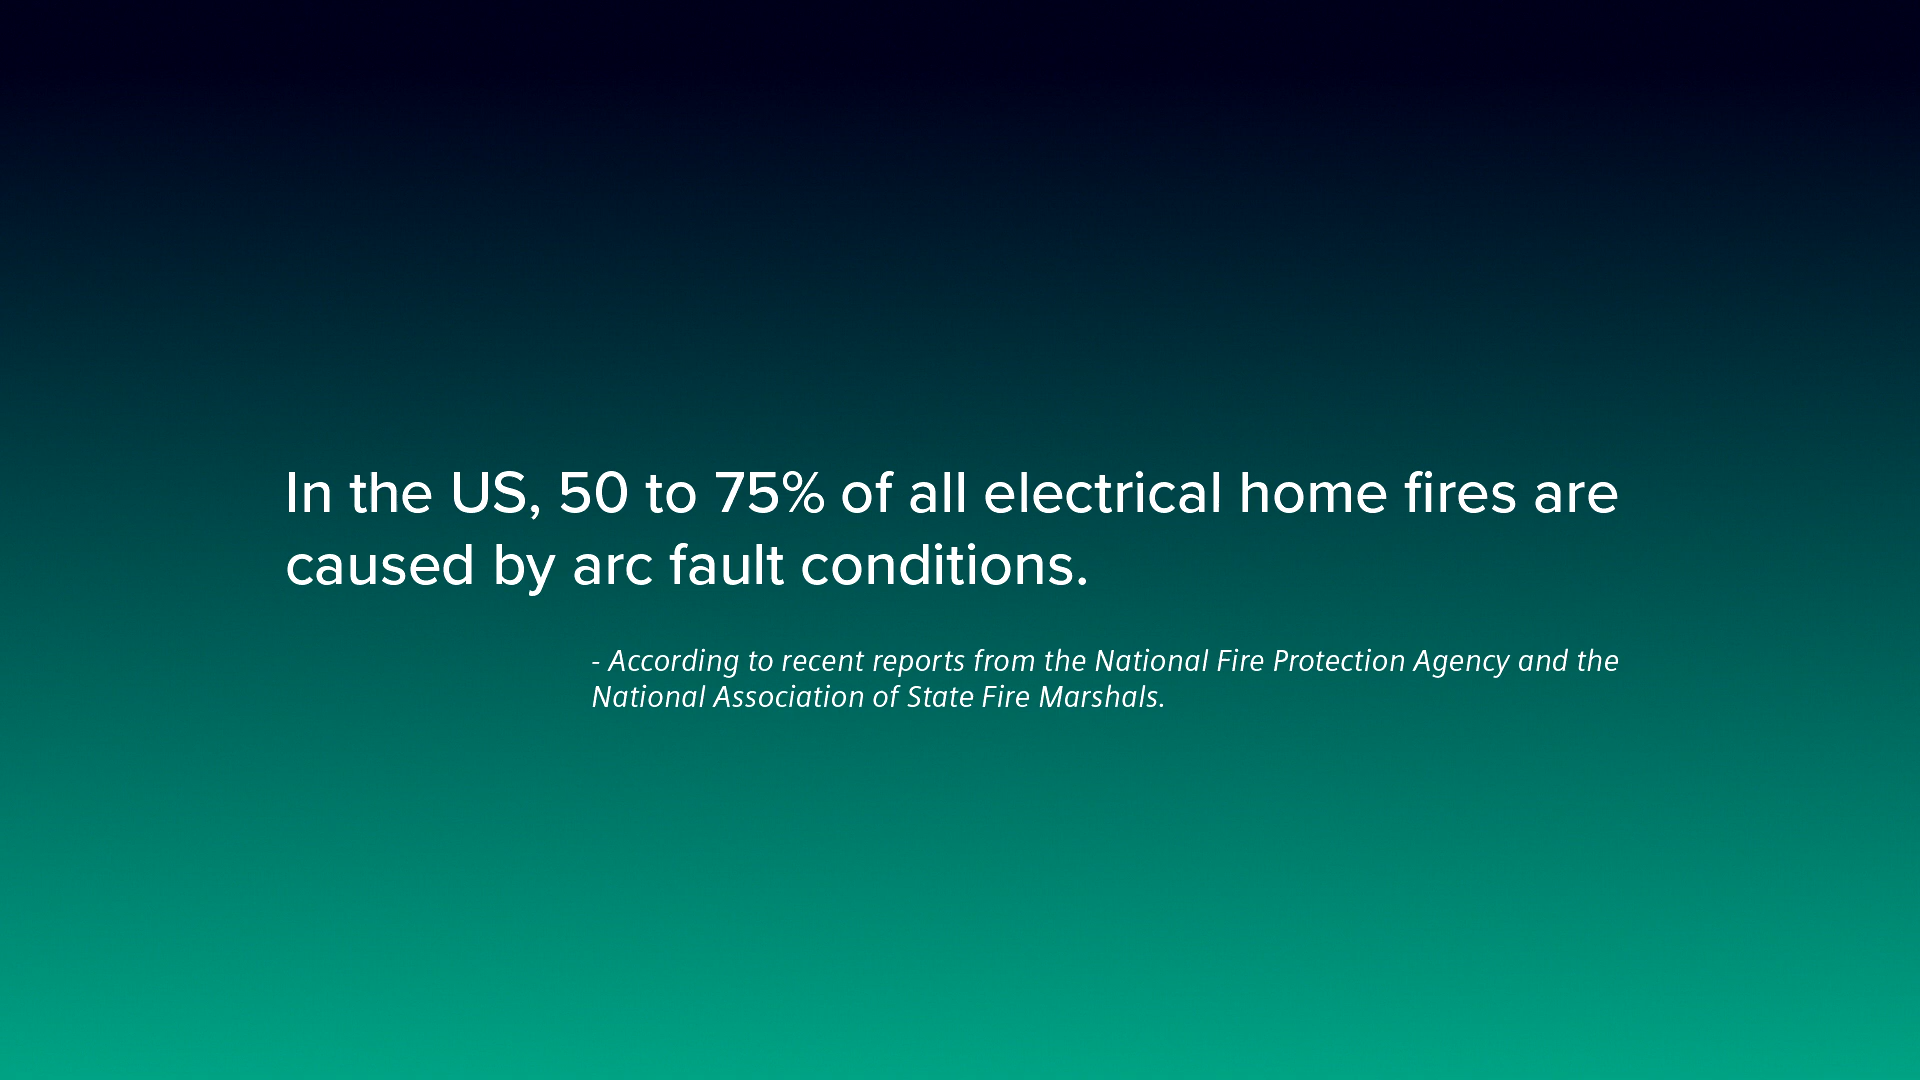 In the US, 50 to 75% of all electrical home fires are
caused by arc fault conditions.
- According to recent reports from the National Fire Protection Agency and the
National Association of State Fire Marshals.